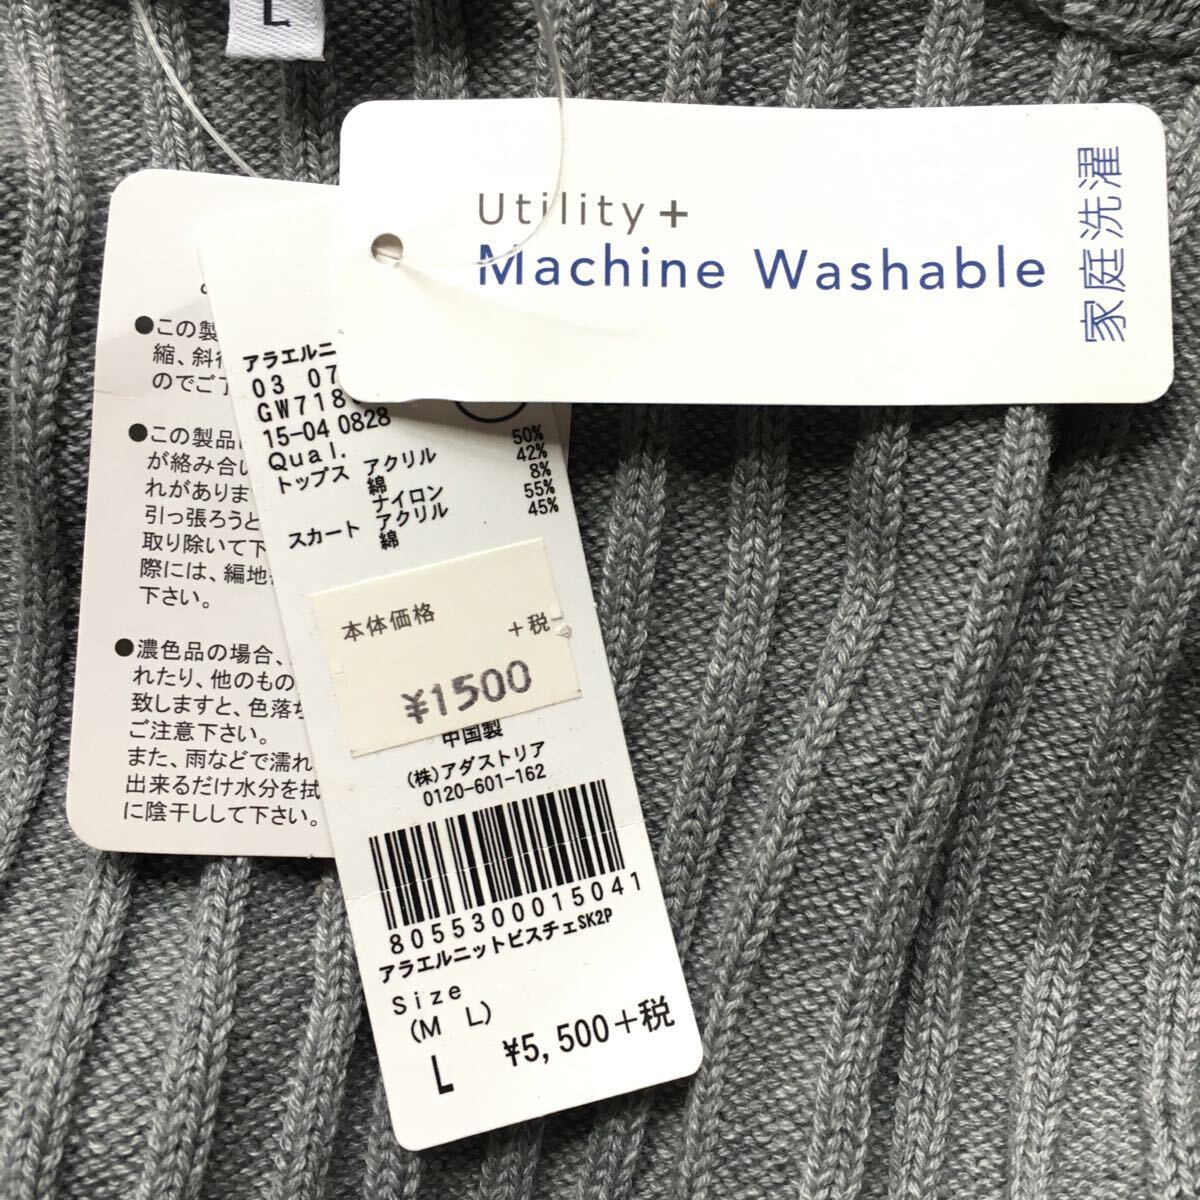 L
Utility +
Machine Washable
家庭洗濯
●この製
縮、斜行
のでご了
●この製品
が絡み合い
れがありま
引っ張ろうと
取り除いて下
際には、編地
下さい。
●濃色品の場合、
れたり、他のもの
致しますと、色落ち
ご注意下さい。
また、雨などで濡れ
出来るだけ水分を拭
に陰干しして下さい。
アラエルニ
03 07
GW718
15-04 0828
Qual.
トップス アクリル 50%
綿 42%
ナイロン 8%
スカート アクリル 55%
綿 45%
本体価格 +税
¥1500
中国製
(株)アダストリア
0120-601-162
8055300015041
アラエルニットビスチェSK2P
Size
(M L)
L ¥5,500+税